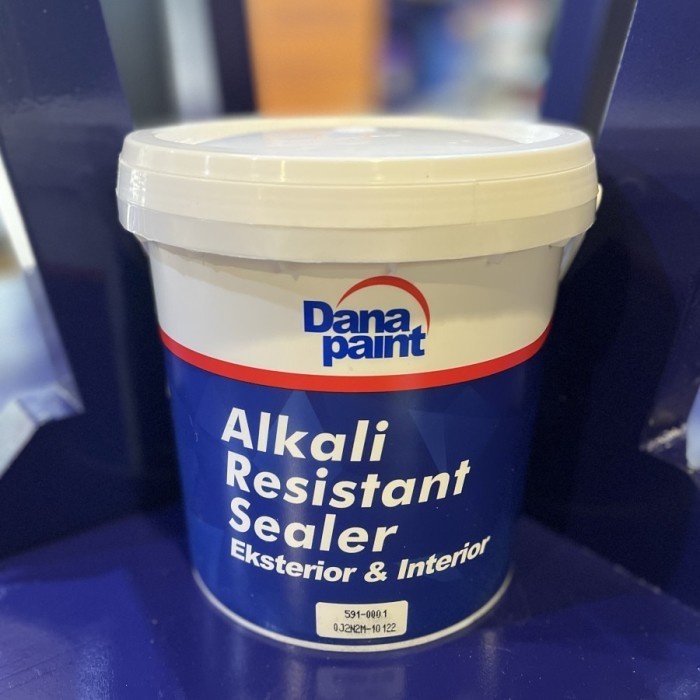 Dana
paint
Alkali
Resistant
Sealer
Eksterior & Interior
591-0001
0J2N2M-10122